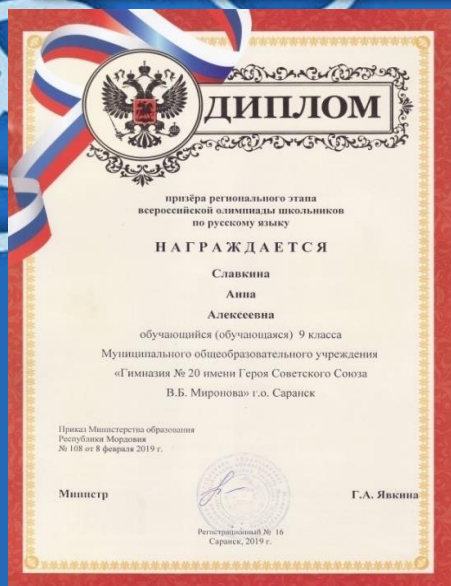 ДИПЛОМ
призёра регионального этапа
всероссийской олимпиады школьников
по русскому языку
НАГРАЖДАЕТСЯ
Славкина
Анна
Алексеевна
обучающийся (обучающаяся) 9 класса
Муниципального общеобразовательного учреждения
«Гимназия № 20 имени Героя Советского Союза
В.Б. Миронова» г.о. Саранск
Приказ Министерства образования
Республики Мордовия
№ 108 от 8 февраля 2019 г.
Министр
Г.А. Явкина
Регистрационный № 16
Саранск, 2019 г.